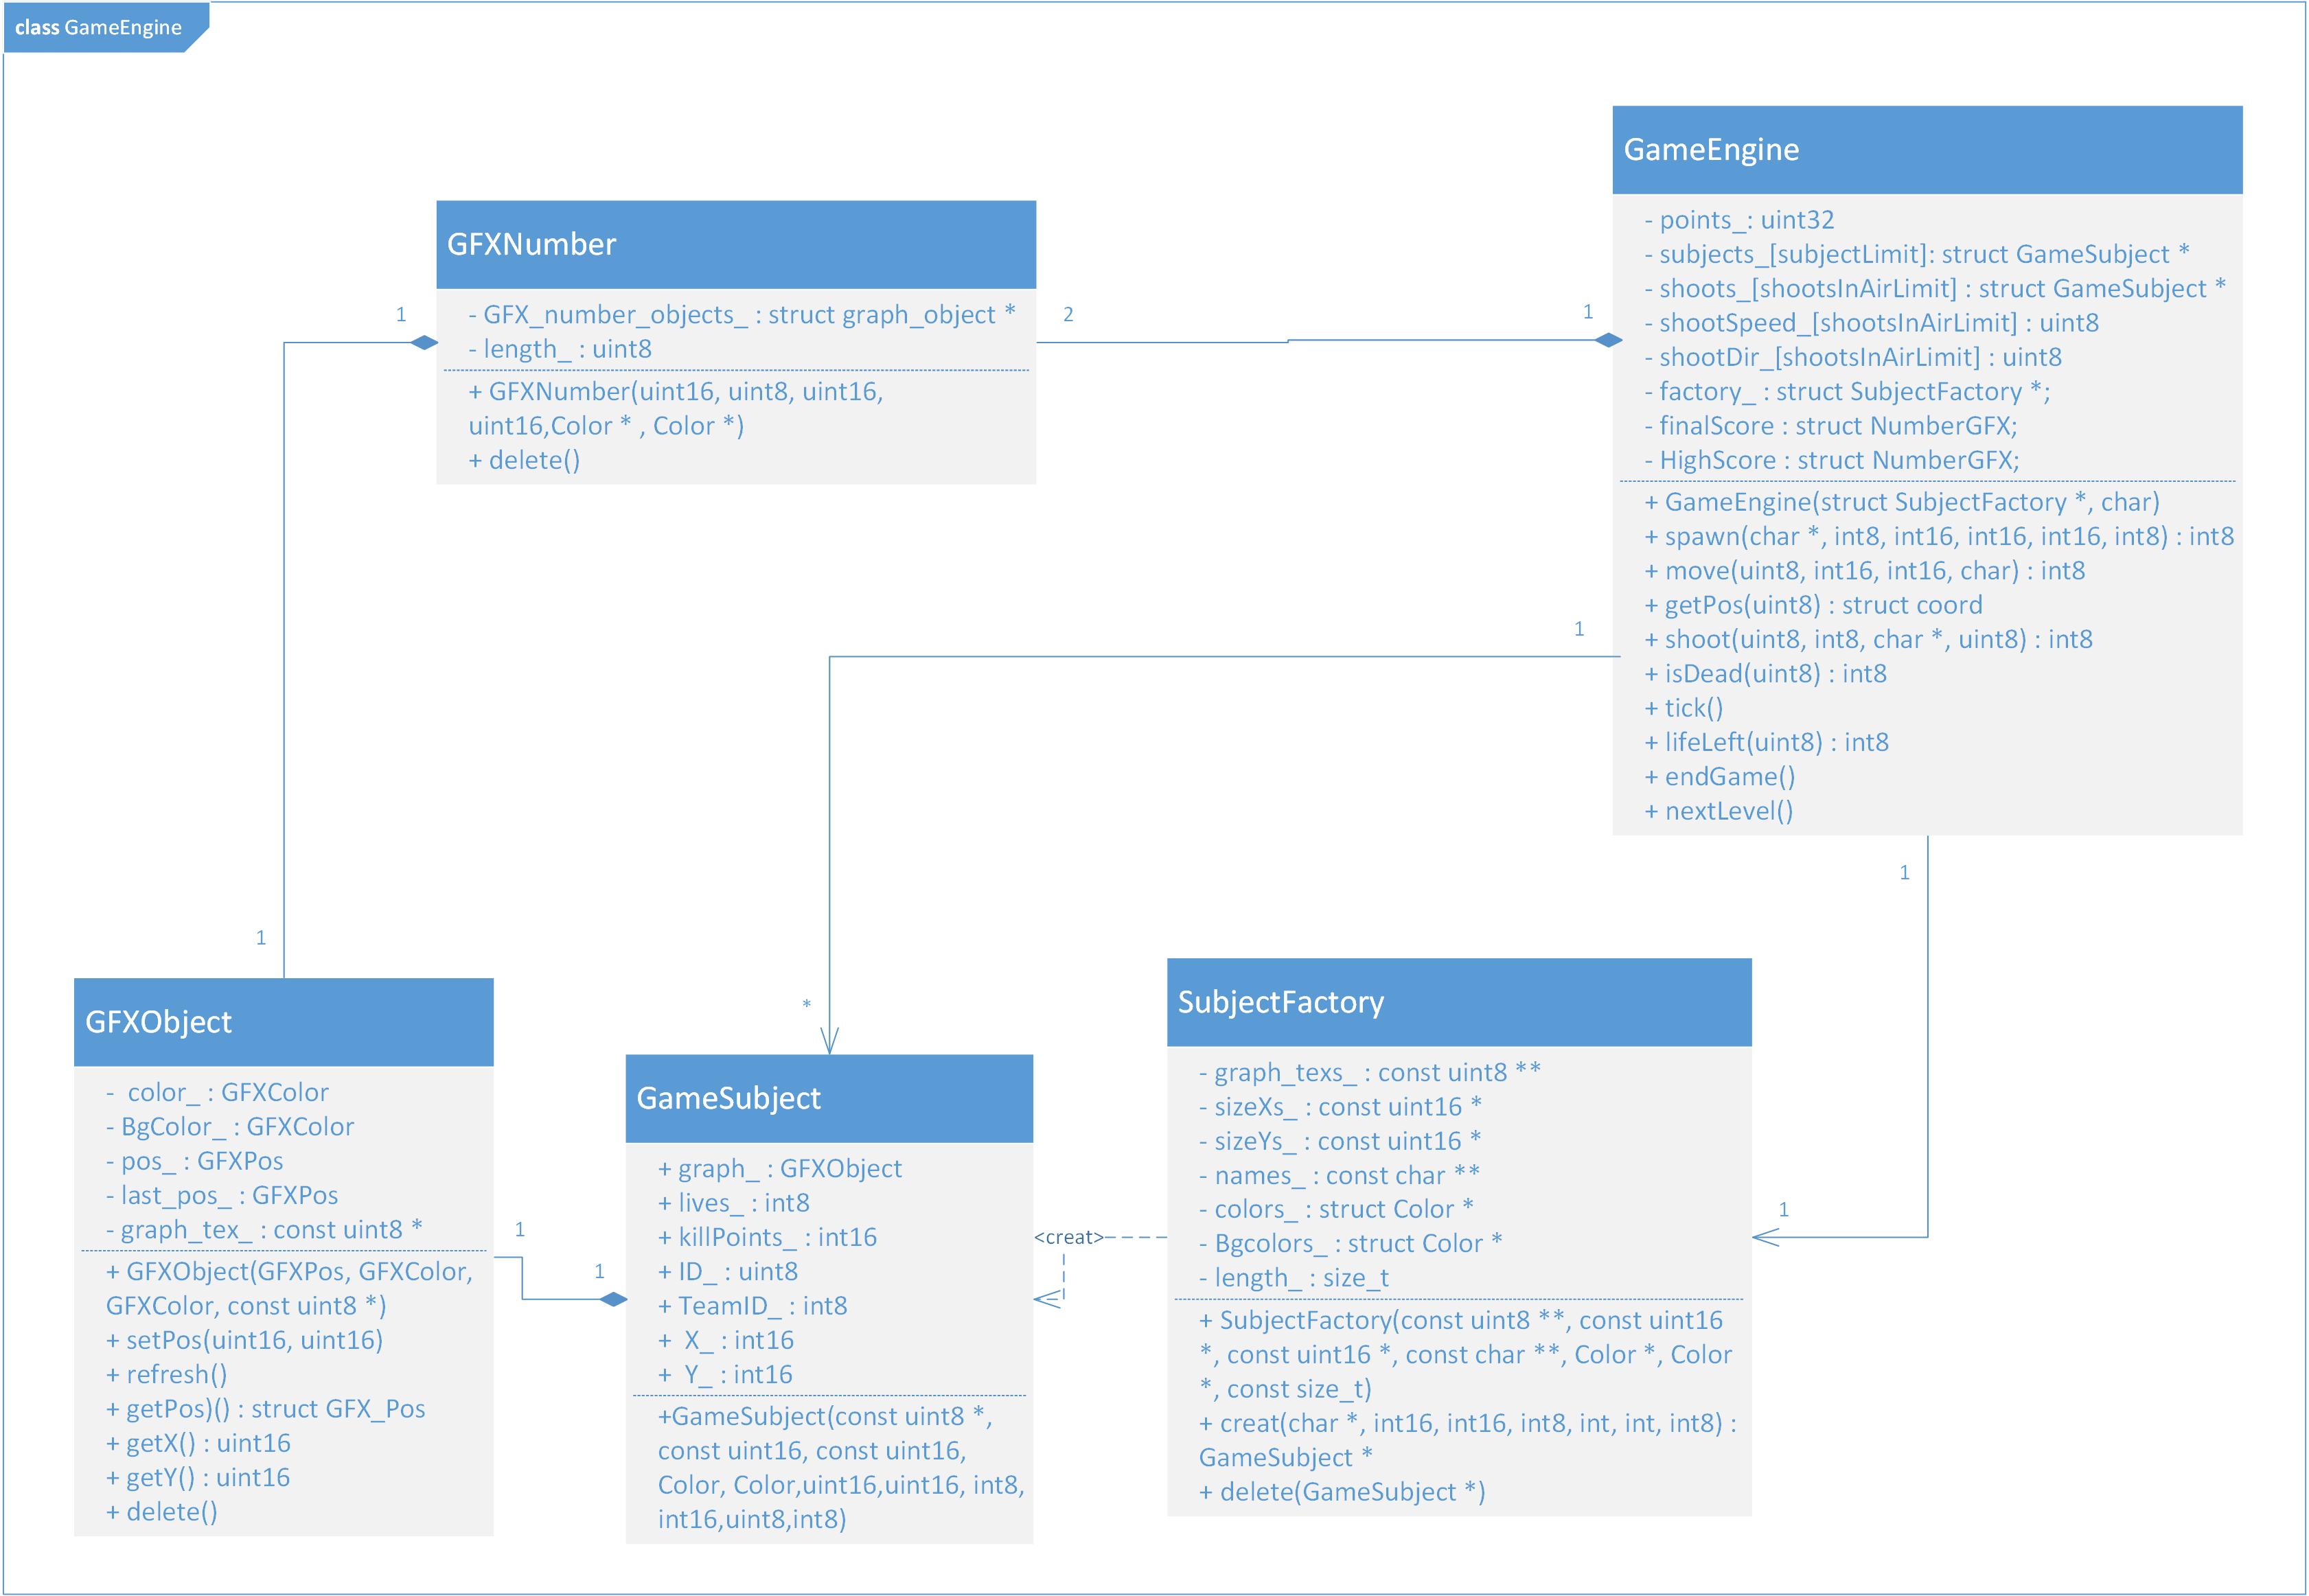 class GameEngine
GameEngine
- points_: uint32
- subjects_[subjectLimit]: struct GameSubject *
- shoots_[shootsInAirLimit] : struct GameSubject *
- shootSpeed_[shootsInAirLimit] : uint8
- shootDir_[shootsInAirLimit] : uint8
- factory_ : struct SubjectFactory *;
- finalScore : struct NumberGFX;
- HighScore : struct NumberGFX;
+ GameEngine(struct SubjectFactory *, char)
+ spawn(char *, int8, int16, int16, int16, int8) : int8
+ move(uint8, int16, int16, char) : int8
+ getPos(uint8) : struct coord
+ shoot(uint8, int8, char *, uint8) : int8
+ isDead(uint8) : int8
+ tick()
+ lifeLeft(uint8) : int8
+ endGame()
+ nextLevel()
GFXNumber
- GFX_number_objects_ : struct graph_object *
- length_ : uint8
+ GFXNumber(uint16, uint8, uint16,
uint16,Color * , Color *)
+ delete()
1
2
1
1
1
1
*
1
GFXObject
- color_ : GFXColor
- BgColor_ : GFXColor
- pos_ : GFXPos
- last_pos_ : GFXPos
- graph_tex_ : const uint8 *
+ GFXObject(GFXPos, GFXColor,
GFXColor, const uint8 *)
+ setPos(uint16, uint16)
+ refresh()
+ getPos)() : struct GFX_Pos
+ getX() : uint16
+ getY() : uint16
+ delete()
1
1
GameSubject
+ graph_ : GFXObject
+ lives_ : int8
+ killPoints_ : int16
+ ID_ : uint8
+ TeamID_ : int8
+ X_ : int16
+ Y_ : int16
+GameSubject(const uint8 *,
const uint16, const uint16,
Color, Color,uint16,uint16, int8,
int16,uint8,int8)
<creat>
SubjectFactory
- graph_texs_ : const uint8 **
- sizeXs_ : const uint16 *
- sizeYs_ : const uint16 *
- names_ : const char **
- colors_ : struct Color *
- Bgcolors_ : struct Color *
- length_ : size_t
+ SubjectFactory(const uint8 **, const uint16
*, const uint16 *, const char **, Color *, Color
*, const size_t)
+ creat(char *, int16, int16, int8, int, int, int8) :
GameSubject *
+ delete(GameSubject *)
1